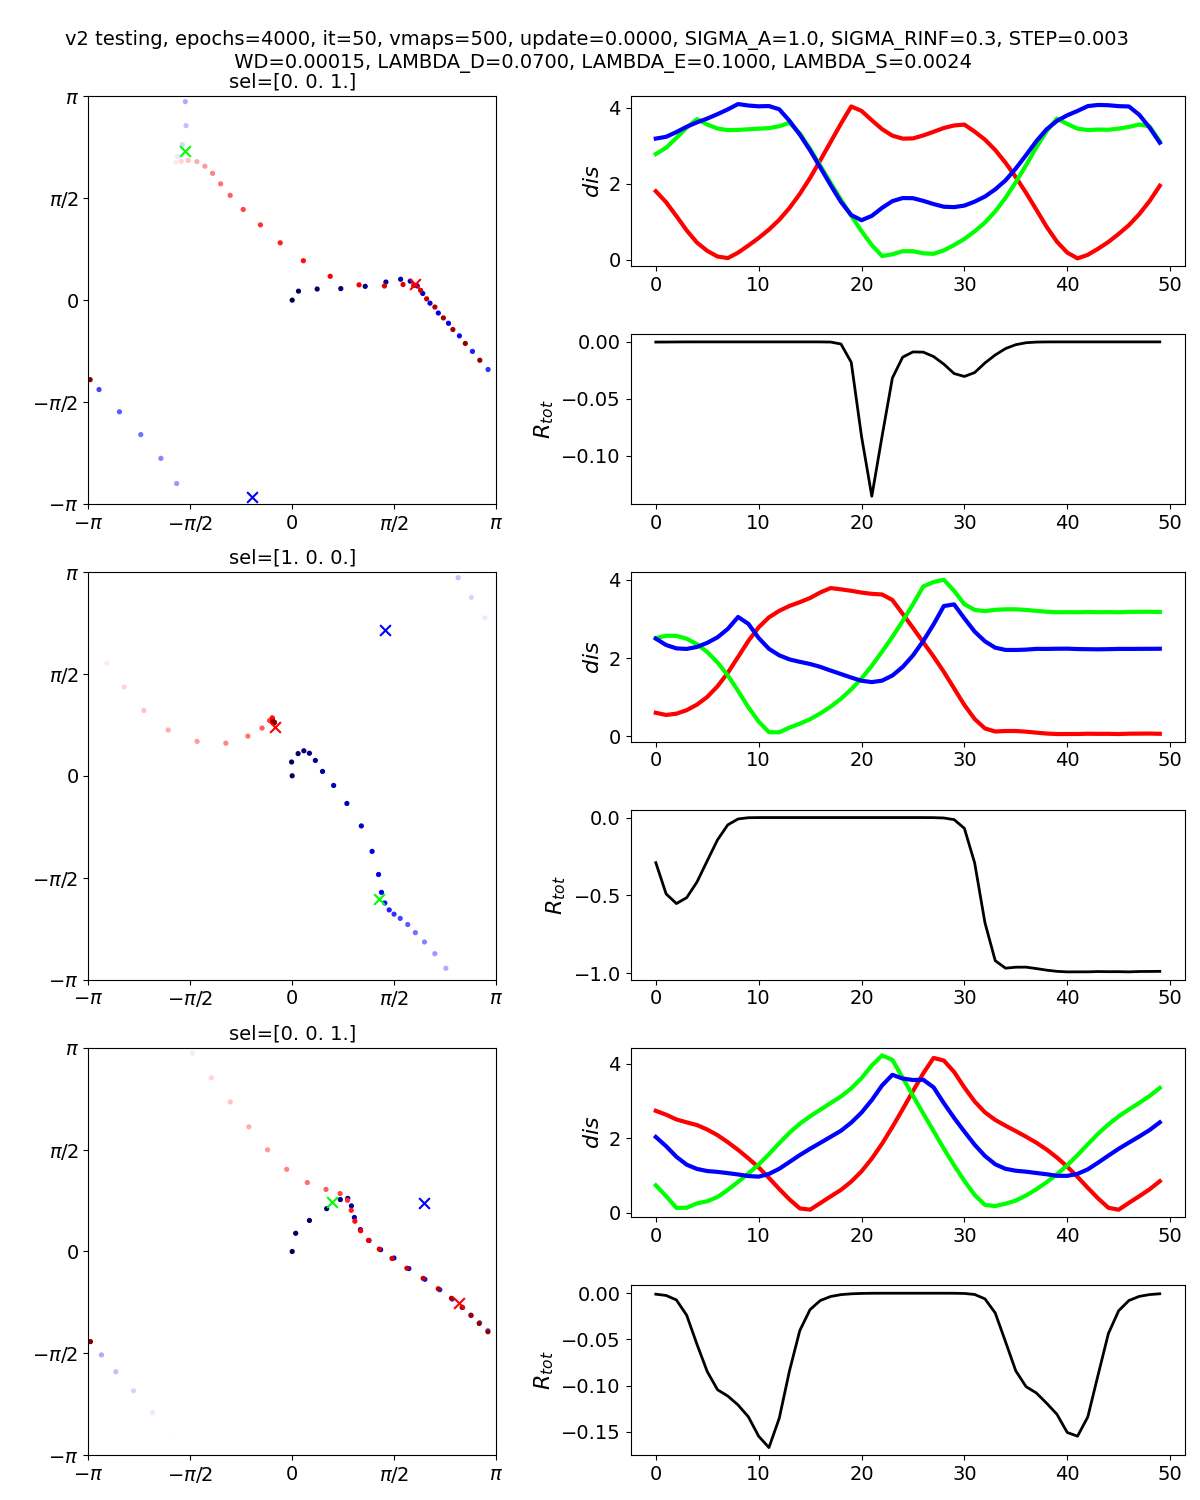 v2 testing, epochs=4000, it=50, vmaps=500, update=0.0000, SIGMA_A=1.0, SIGMA_RINF=0.3, STEP=0.003
WD=0.00015, LAMBDA_D=0.0700, LAMBDA_E=0.1000, LAMBDA_S=0.0024
sel=[0. 0. 1.]
π
π/2
0
−π/2
−π
−π −π/2 0 π/2 π
dis
4
2
0
0 10 20 30 40 50
R_tot
0.00
−0.05
−0.10
0 10 20 30 40 50
sel=[1. 0. 0.]
π
π/2
0
−π/2
−π
−π −π/2 0 π/2 π
dis
4
2
0
0 10 20 30 40 50
R_tot
0.0
−0.5
−1.0
0 10 20 30 40 50
sel=[0. 0. 1.]
π
π/2
0
−π/2
−π
−π −π/2 0 π/2 π
dis
4
2
0
0 10 20 30 40 50
R_tot
0.00
−0.05
−0.10
−0.15
0 10 20 30 40 50